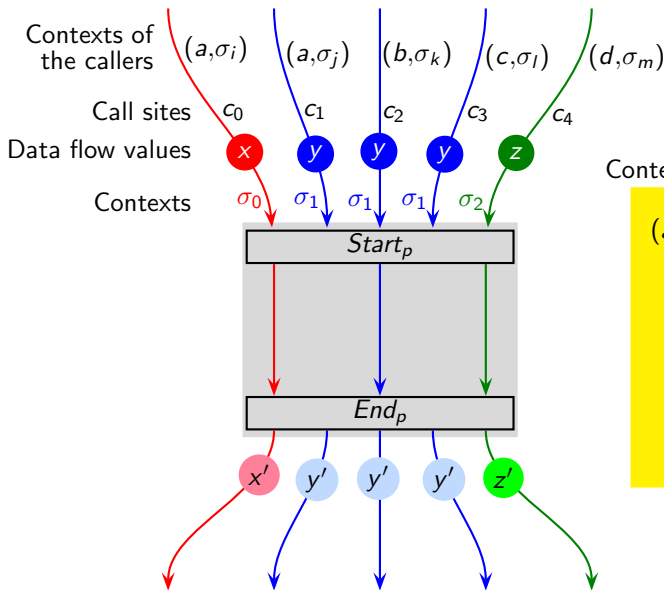 Contexts of
the callers
(a,σᵢ) (a,σⱼ) (b,σₖ) (c,σₗ) (d,σₘ)
Call sites c₀ c₁ c₂ c₃ c₄
Data flow values x y y y z
Conte
Contexts σ₀ σ₁ σ₁ σ₁ σ₂
Startₚ
(
Endₚ
x′ y′ y′ y′ z′